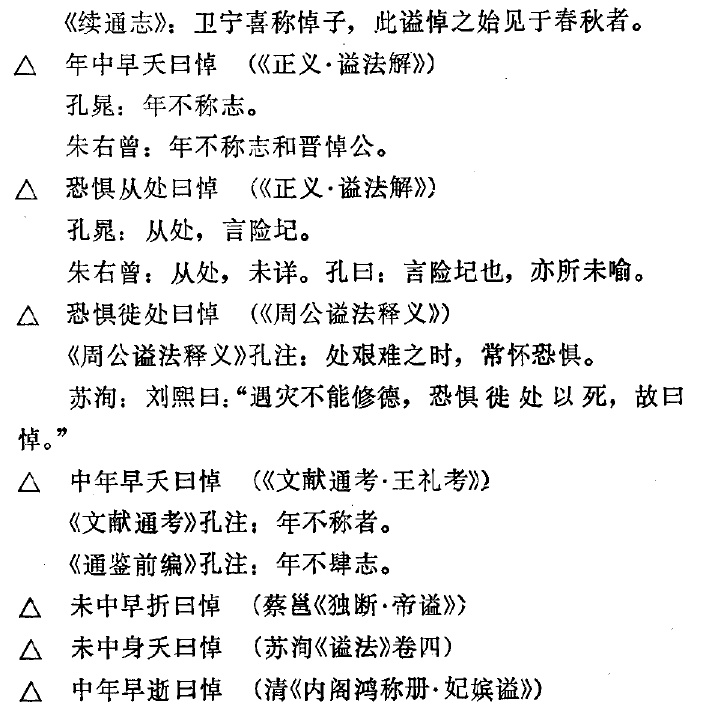 《续通志》：卫宁喜称悼子，此谥悼之始见于春秋者。
△ 年中早夭曰悼 （《正义·谥法解》）
孔晁：年不称志。
朱右曾：年不称志和晋悼公。
△ 恐惧从处曰悼 （《正义·谥法解》）
孔晁：从处，言险圮。
朱右曾：从处，未详。孔曰：言险圮也，亦所未喻。
△ 恐惧徙处曰悼 （《周公谥法释义》）
《周公谥法释义》孔注：处艰难之时，常怀恐惧。
苏洵：刘熙曰：“遇灾不能修德，恐惧徙处以死，故曰
悼。”
△ 中年早夭曰悼 （《文献通考·王礼考》）
《文献通考》孔注：年不称者。
《通鉴前编》孔注：年不肆志。
△ 未中早折曰悼 （蔡邕《独断·帝谥》）
△ 未中身夭曰悼 （苏洵《谥法》卷四）
△ 中年早逝曰悼 （清《内阁鸿称册·妃嫔谥》）